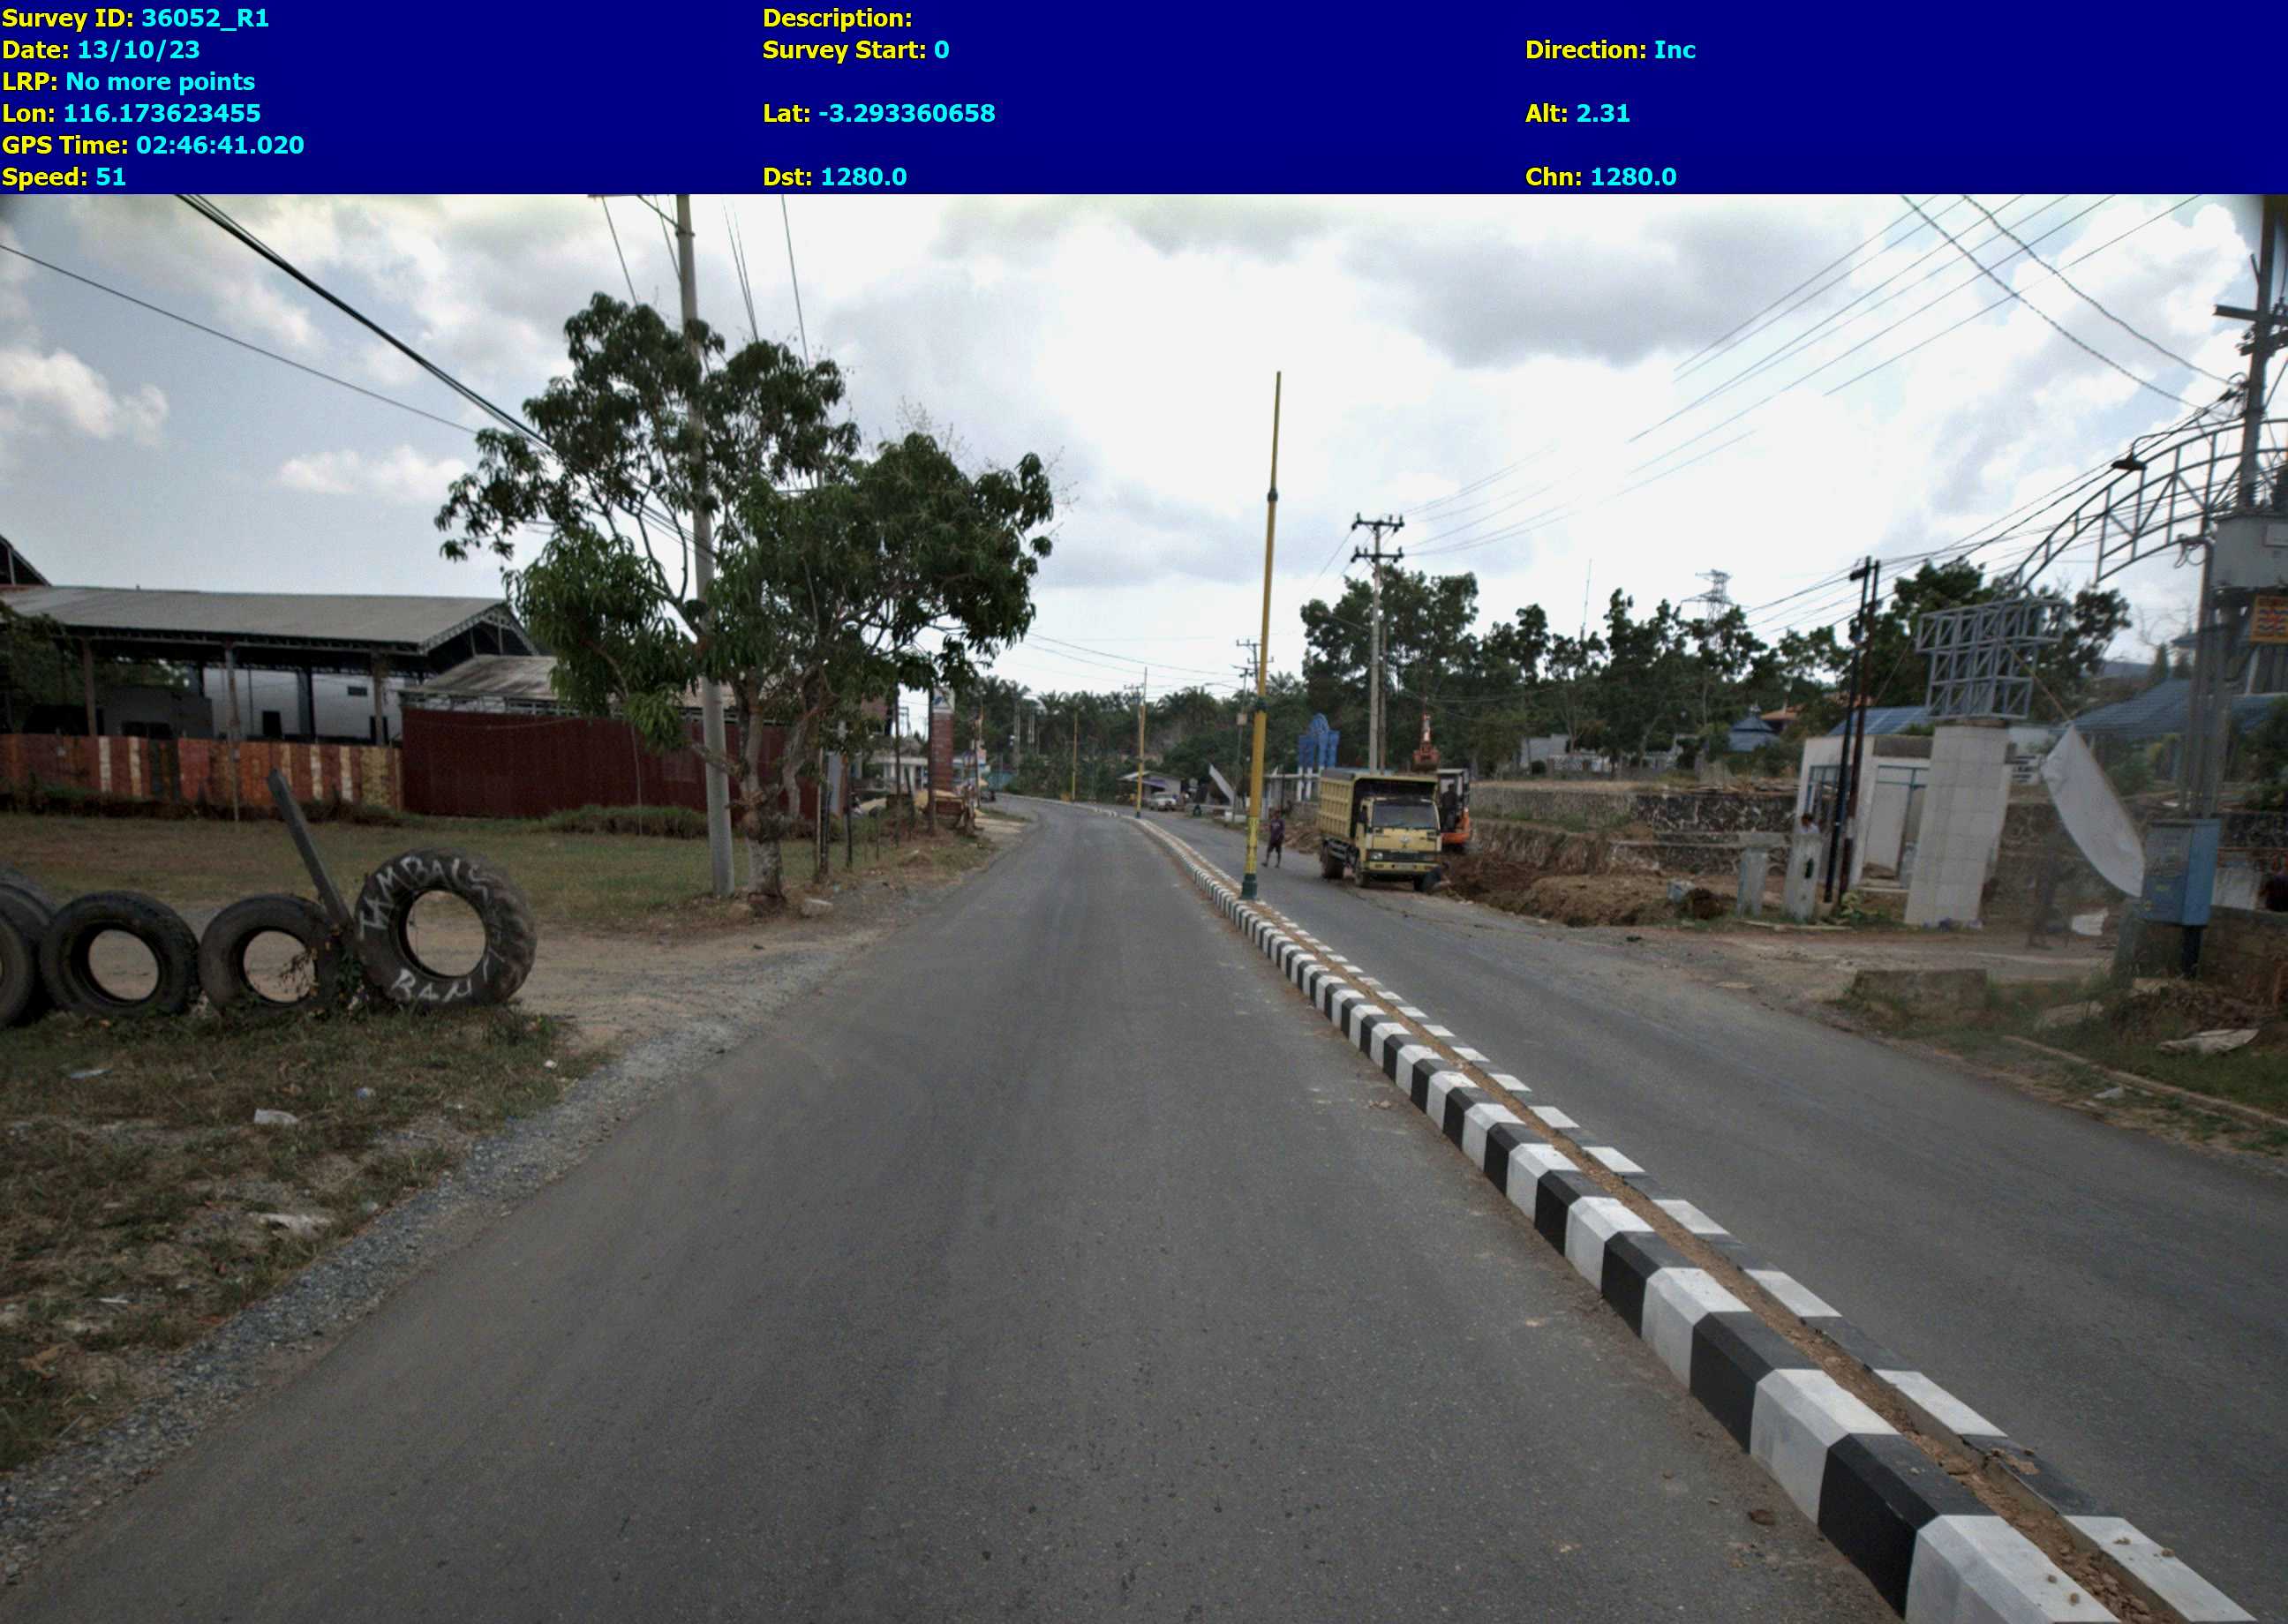 Survey ID: 36052_R1
Description:
Date: 13/10/23
Survey Start: 0
Direction: Inc
LRP: No more points
Lon: 116.173623455
Lat: -3.293360658
Alt: 2.31
GPS Time: 02:46:41.020
Speed: 51
Dst: 1280.0
Chn: 1280.0
TAMBAL
BAN